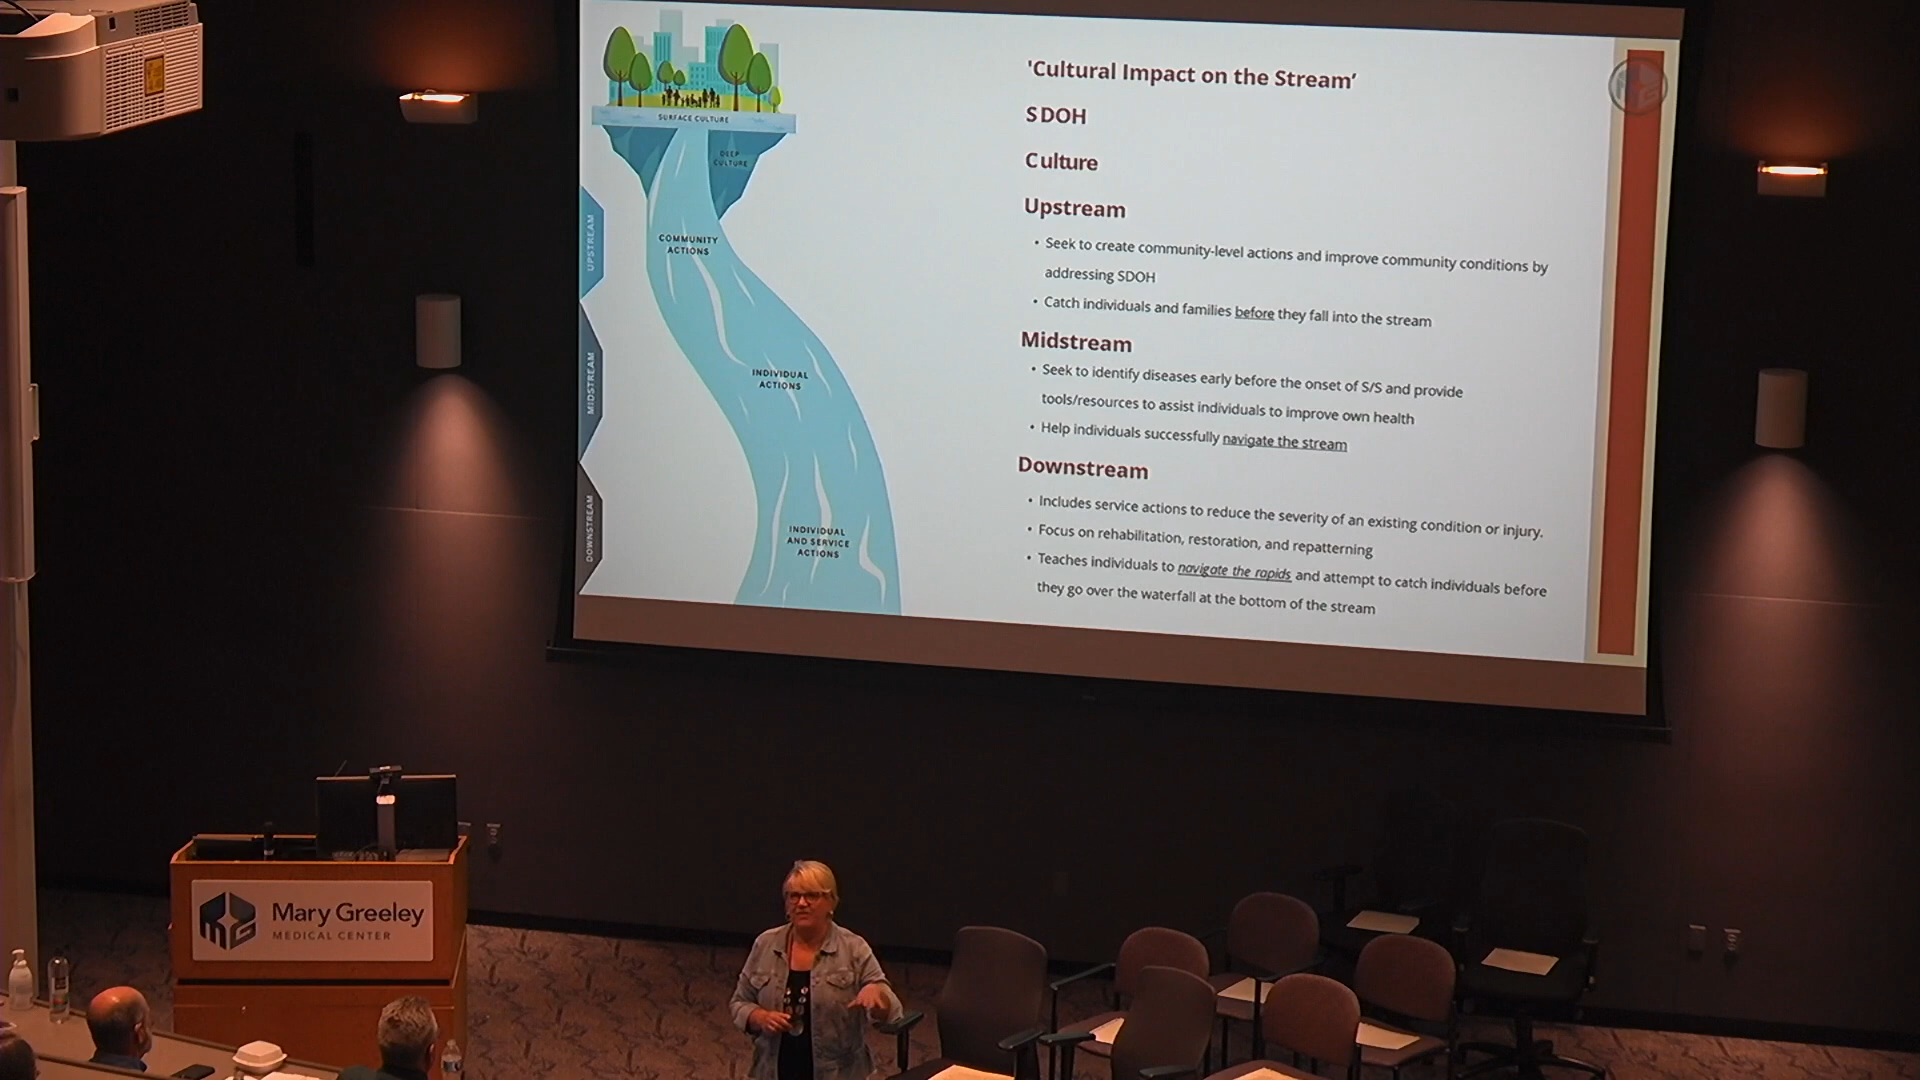 SURFACE CULTURE
DEEP
CULTURE
UPSTREAM
COMMUNITY
ACTIONS
MIDSTREAM
INDIVIDUAL
ACTIONS
DOWNSTREAM
INDIVIDUAL
AND SERVICE
ACTIONS
'Cultural Impact on the Stream’
SDOH
Culture
Upstream
• Seek to create community-level actions and improve community conditions by
addressing SDOH
• Catch individuals and families before they fall into the stream
Midstream
• Seek to identify diseases early before the onset of S/S and provide
tools/resources to assist individuals to improve own health
• Help individuals successfully navigate the stream
Downstream
• Includes service actions to reduce the severity of an existing condition or injury.
• Focus on rehabilitation, restoration, and repatterning
• Teaches individuals to navigate the rapids and attempt to catch individuals before
they go over the waterfall at the bottom of the stream
MG
Mary Greeley
MEDICAL CENTER